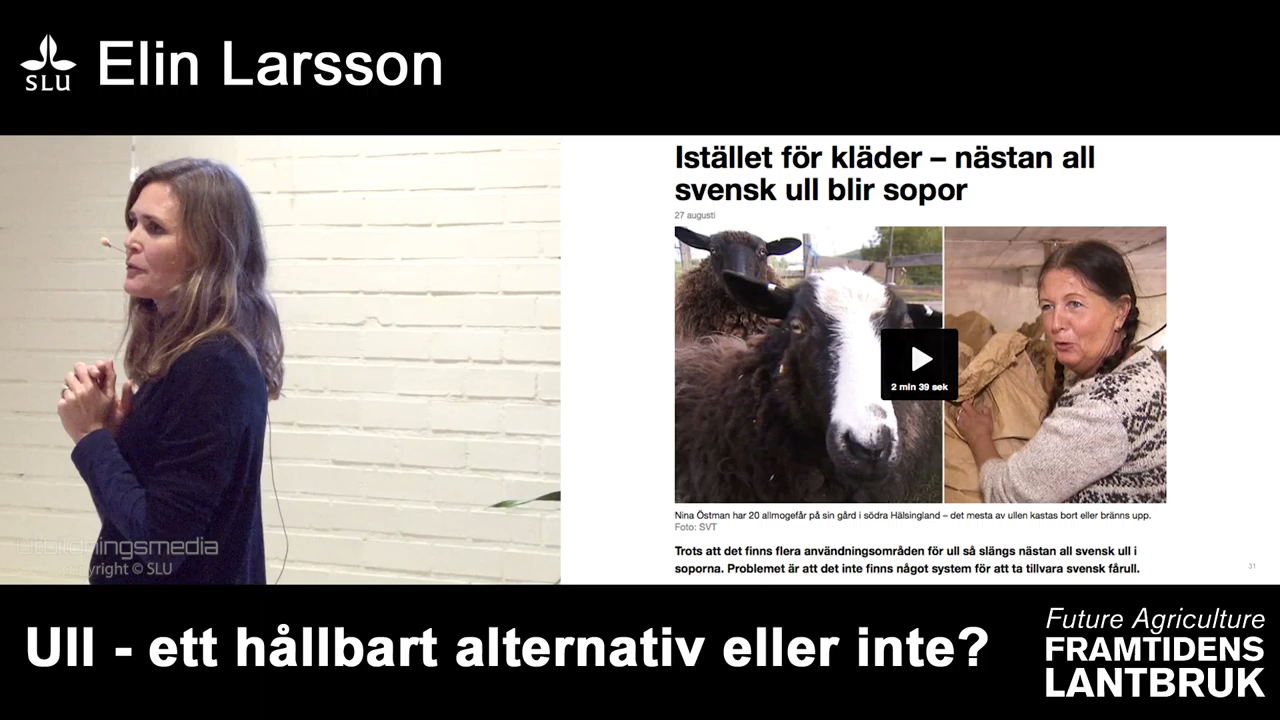 SLU
Elin Larsson
Istället för kläder – nästan all
svensk ull blir sopor
27 augusti
2 min 39 sek
Nina Östman har 20 allmogefår på sin gård i södra Hälsingland – det mesta av ullen kastas bort eller bränns upp.
Foto: SVT
Trots att det finns flera användningsområden för ull så slängs nästan all svensk ull i
soporna. Problemet är att det inte finns något system för att ta tillvara svensk fårull.
31
utbildningsmedia
Copyright © SLU
Ull - ett hållbart alternativ eller inte?
Future Agriculture
FRAMTIDENS
LANTBRUK